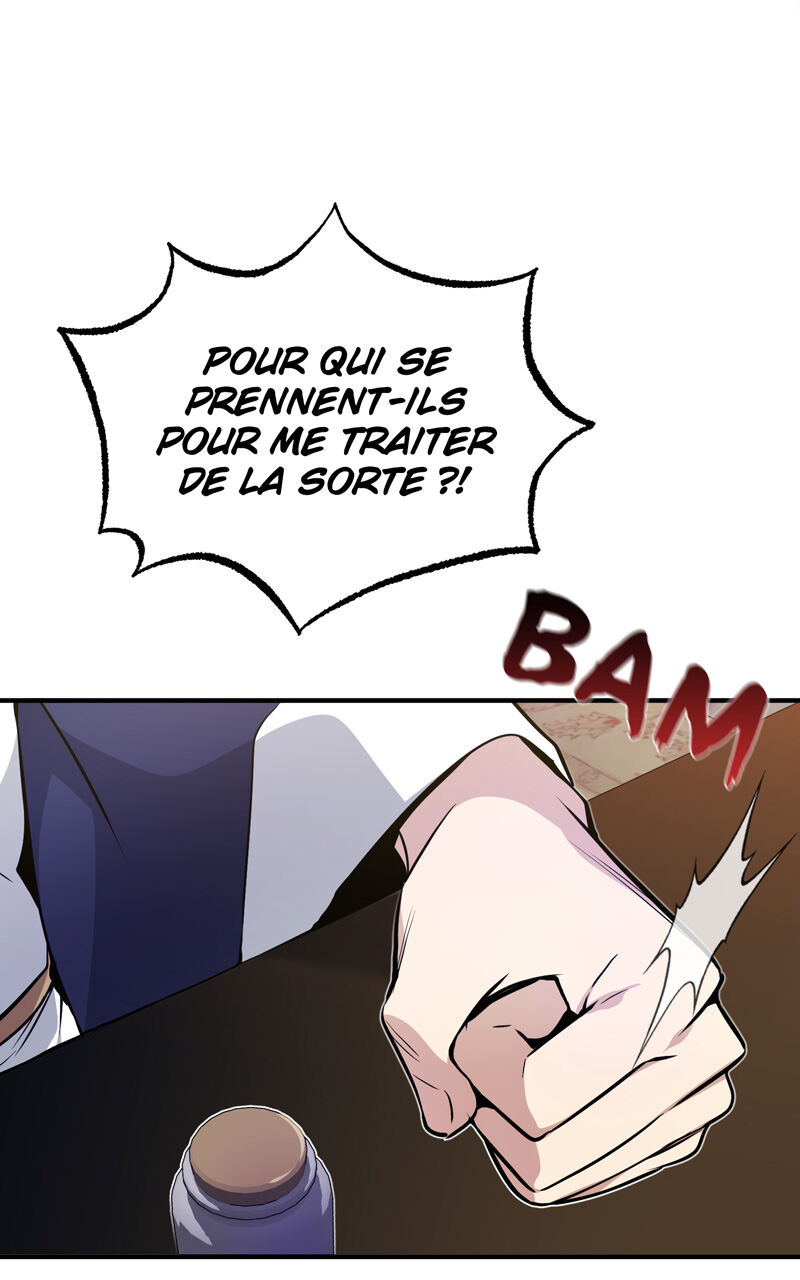 POUR QUI SE
PRENNENT-ILS
POUR ME TRAITER
DE LA SORTE ?!
BAM